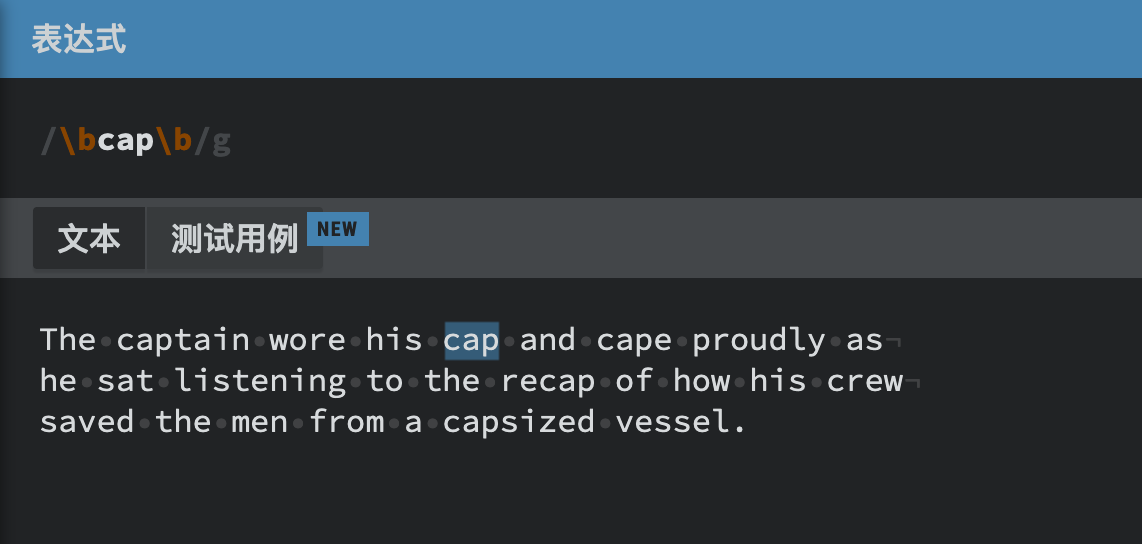 表达式
/\bcap\b/g
文本 测试用例 NEW
The captain wore his cap and cape proudly as¬
he sat listening to the recap of how his crew¬
saved the men from a capsized vessel.